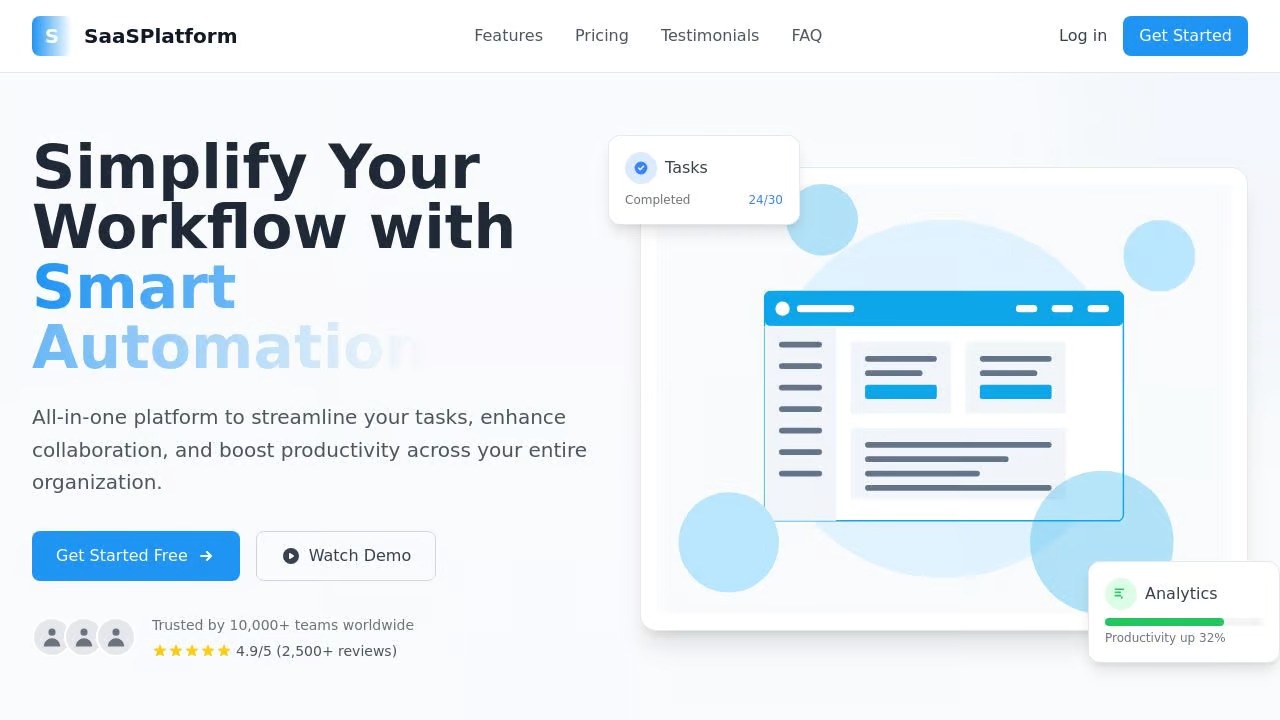 S
SaaSPlatform
Features
Pricing
Testimonials
FAQ
Log in
Get Started
Simplify Your
Workflow with
Smart
Automation
All-in-one platform to streamline your tasks, enhance
collaboration, and boost productivity across your entire
organization.
Get Started Free
Watch Demo
Trusted by 10,000+ teams worldwide
4.9/5 (2,500+ reviews)
Tasks
Completed 24/30
Analytics
Productivity up 32%